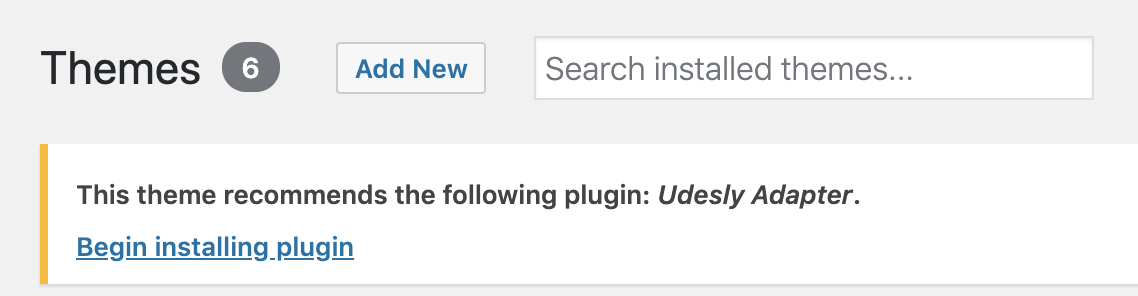 Themes 6 Add New Search installed themes...
This theme recommends the following plugin: Udesly Adapter.
Begin installing plugin